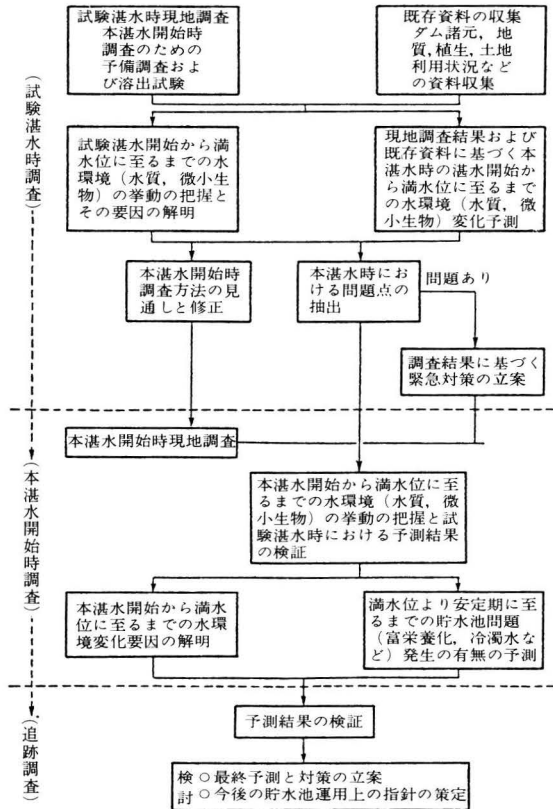 試験湛水時現地調査
本湛水開始時
調査のための
予備調査およ
び溶出試験
既存資料の収集
ダム諸元，地
質，植生，土地
利用状況など
の資料収集
(試験湛水時調査)
試験湛水開始から満
水位に至るまでの水
環境（水質，微小生
物）の挙動の把握と
その要因の解明
現地調査結果および
既存資料に基づく本
湛水時の湛水開始か
ら満水位に至るまで
の水環境（水質，微
小生物）変化予測
本湛水開始時
調査方法の見
通しと修正
本湛水時にお
ける問題点の
抽出
問題あり
調査結果に基づく
緊急対策の立案
本湛水開始時現地調査
(本湛水開始時調査)
本湛水開始から満水位に至
るまでの水環境（水質，微
小生物）の挙動の把握と試
験湛水時における予測結果
の検証
本湛水開始から満水
位に至るまでの水環
境変化要因の解明
満水位より安定期に至
るまでの貯水池問題
（富栄養化，冷濁水な
ど）発生の有無の予測
(追跡調査)
予測結果の検証
検 ○最終予測と対策の立案
討 ○今後の貯水池運用上の指針の策定